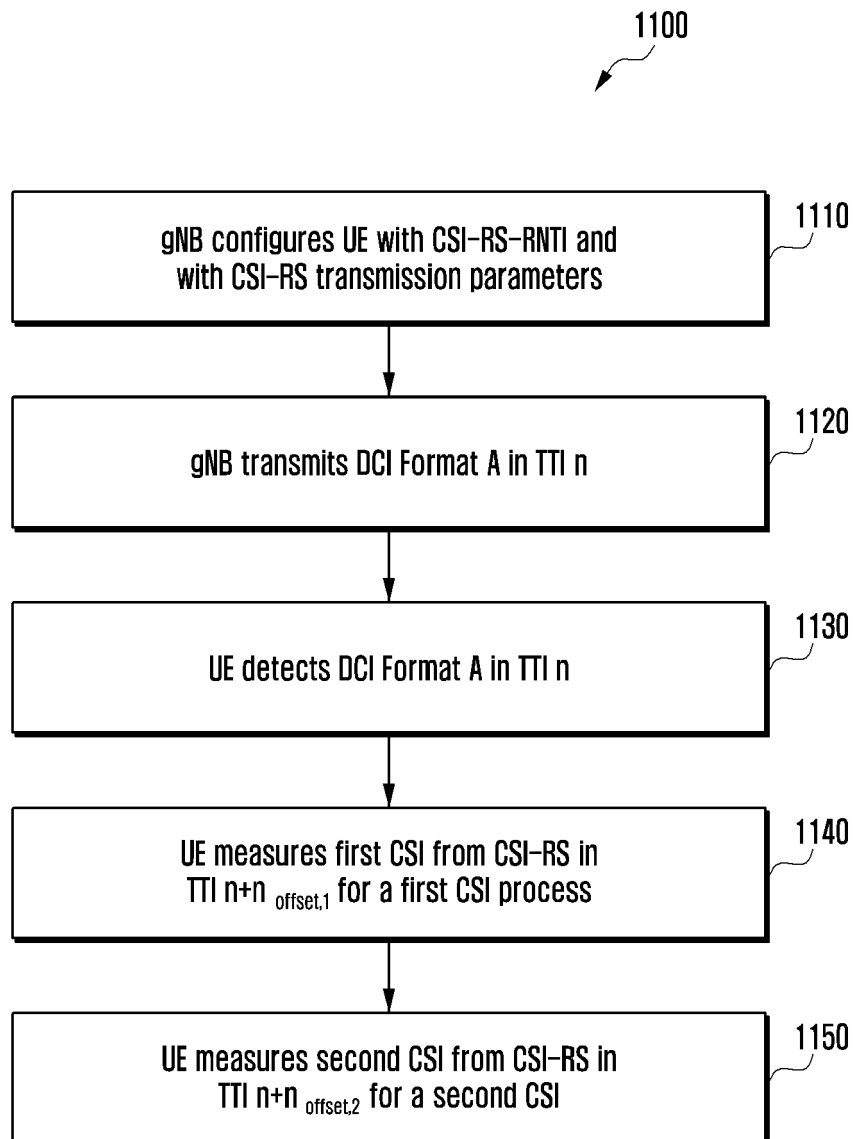 1100
gNB configures UE with CSI-RS-RNTI and
with CSI-RS transmission parameters
1110
gNB transmits DCI Format A in TTI n
1120
UE detects DCI Format A in TTI n
1130
UE measures first CSI from CSI-RS in
TTI n+n offset,1 for a first CSI process
1140
UE measures second CSI from CSI-RS in
TTI n+n offset,2 for a second CSI
1150